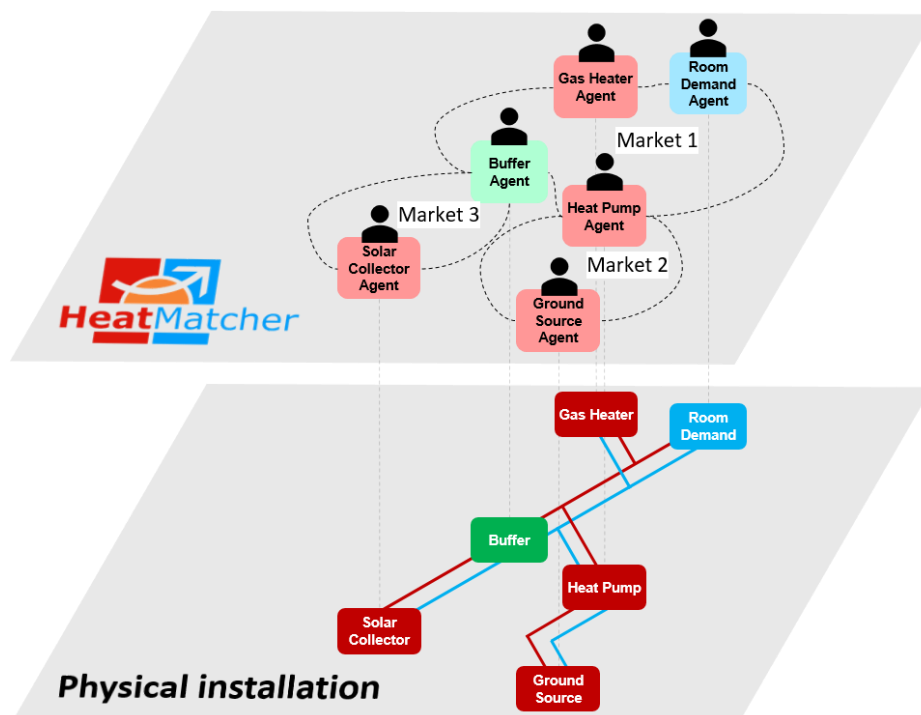 Gas Heater
Agent
Room
Demand
Agent
Market 1
Buffer
Agent
Heat Pump
Agent
Market 3
Solar
Collector
Agent
Market 2
Ground
Source
Agent
HeatMatcher
Gas Heater
Room
Demand
Buffer
Heat Pump
Solar
Collector
Ground
Source
Physical installation